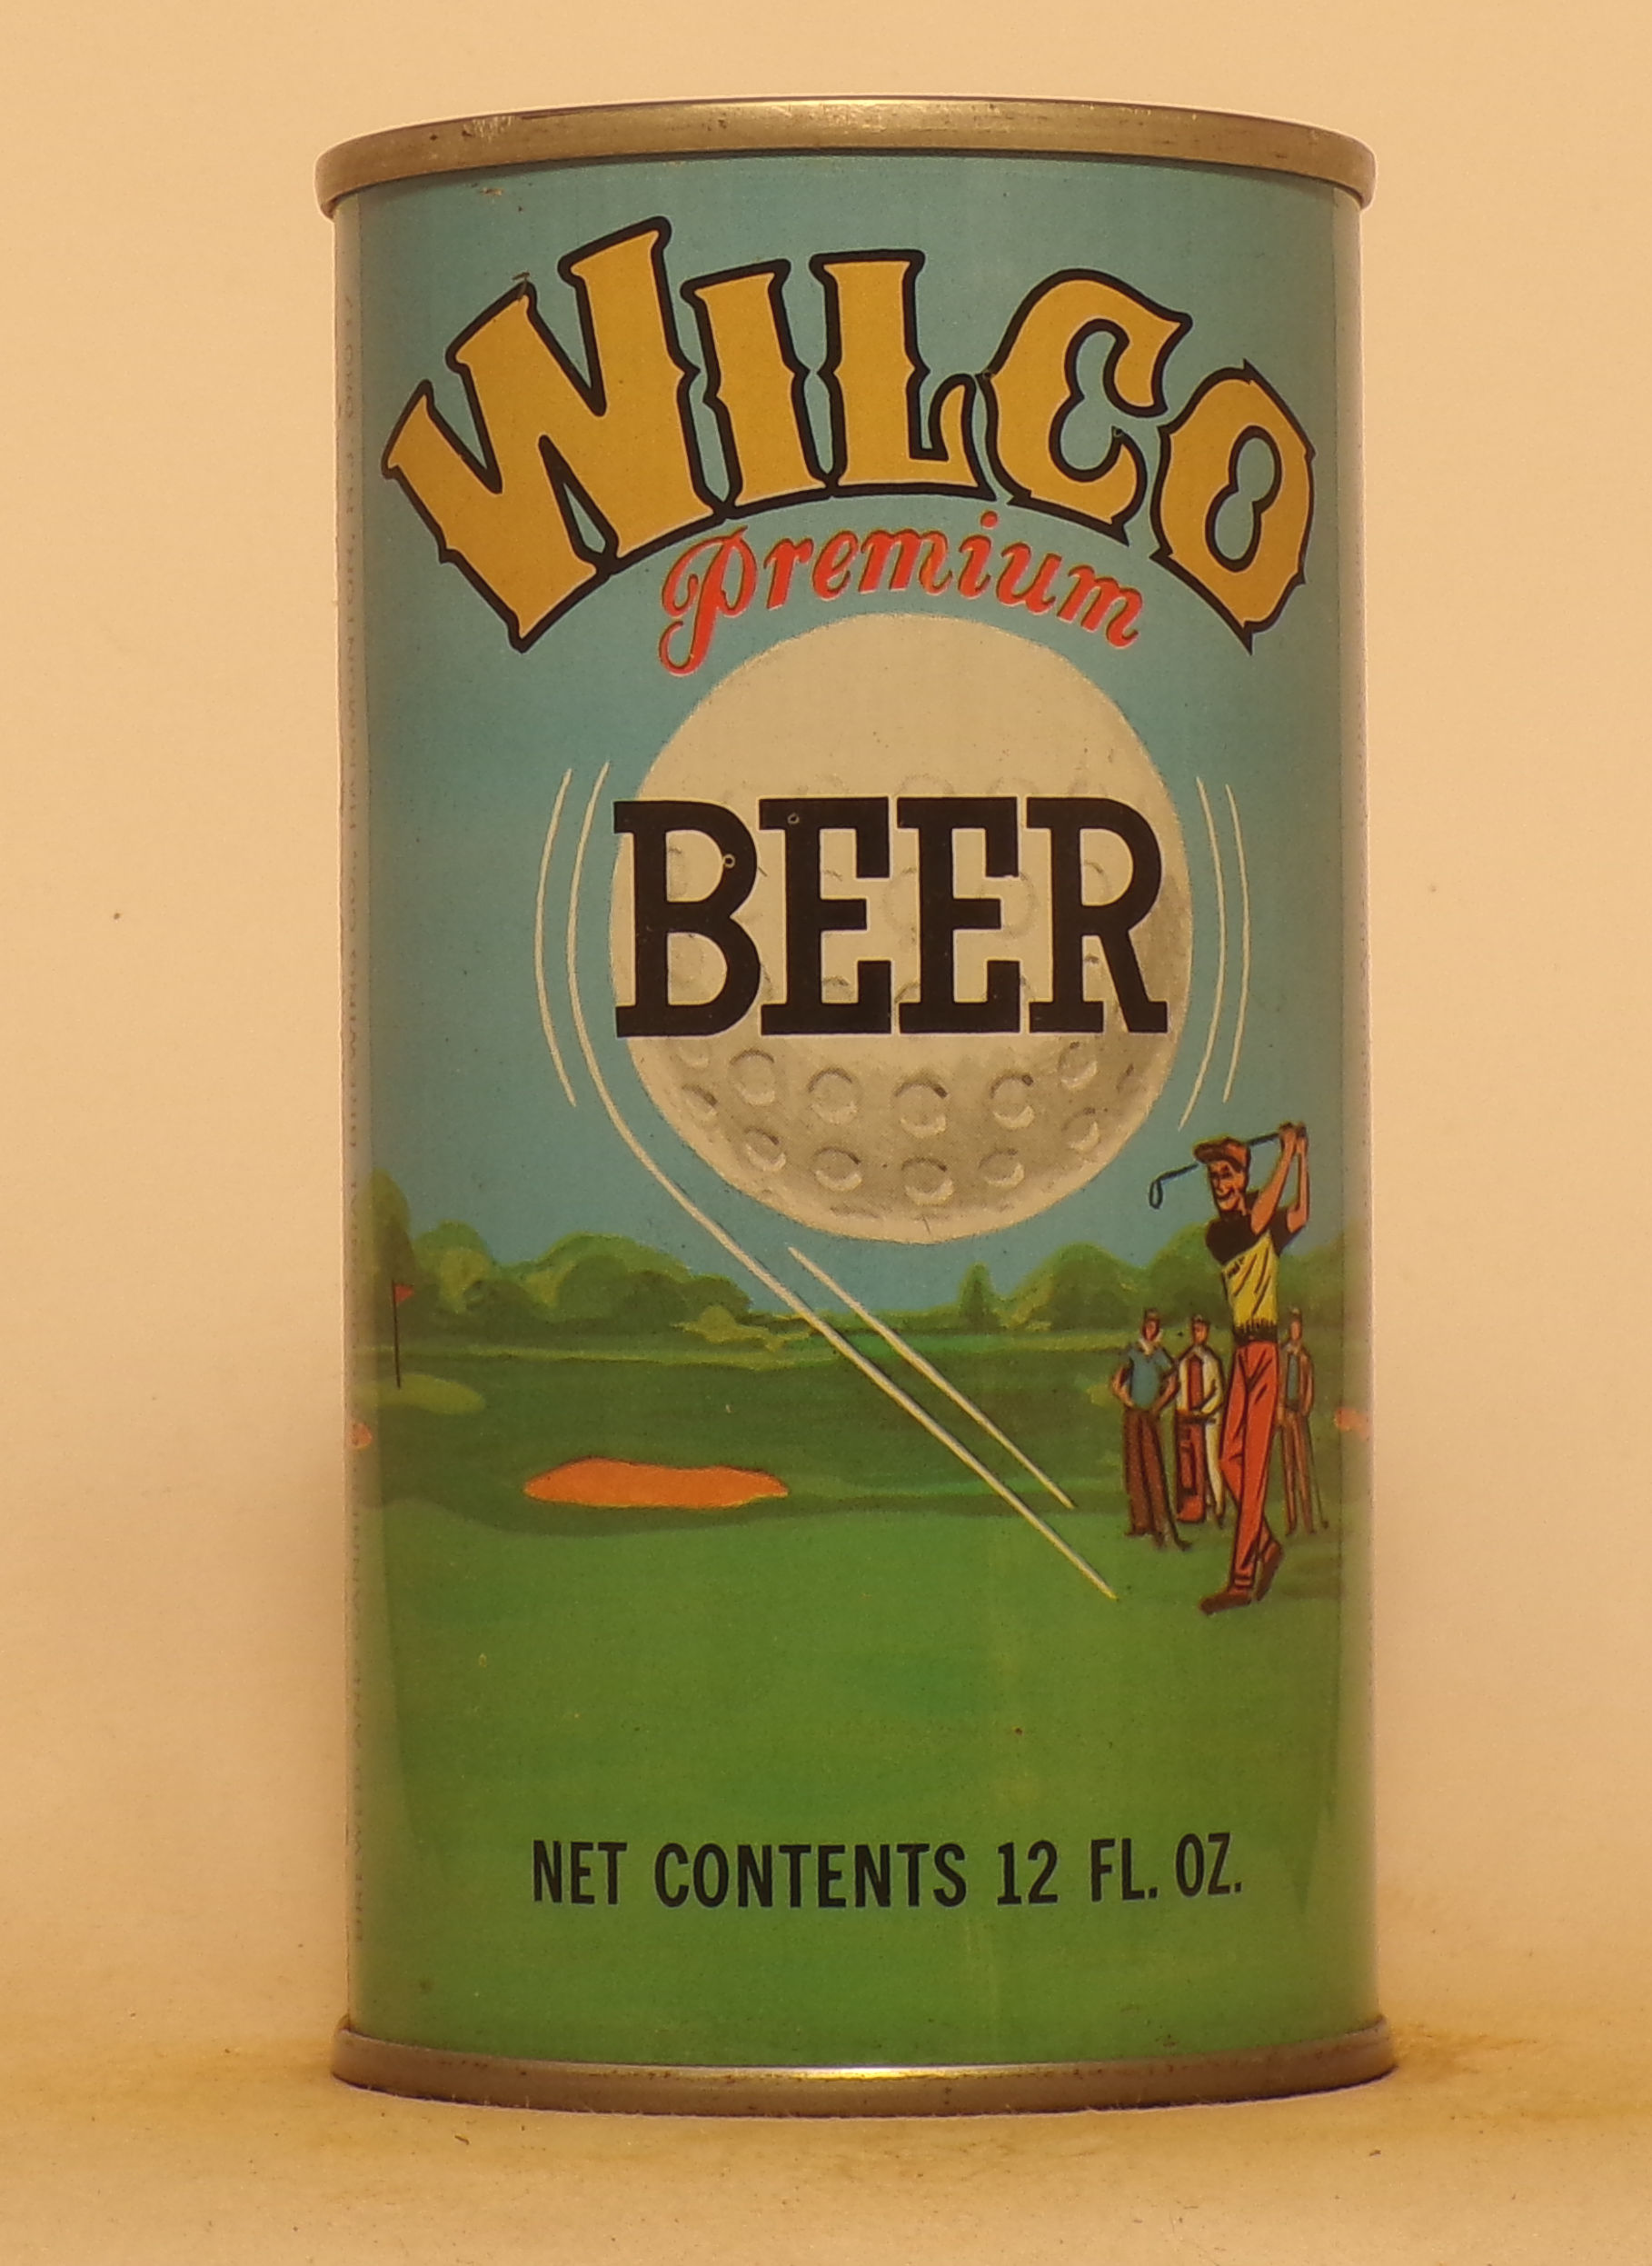 WILCO
Premium
BEER
NET CONTENTS 12 FL. OZ.